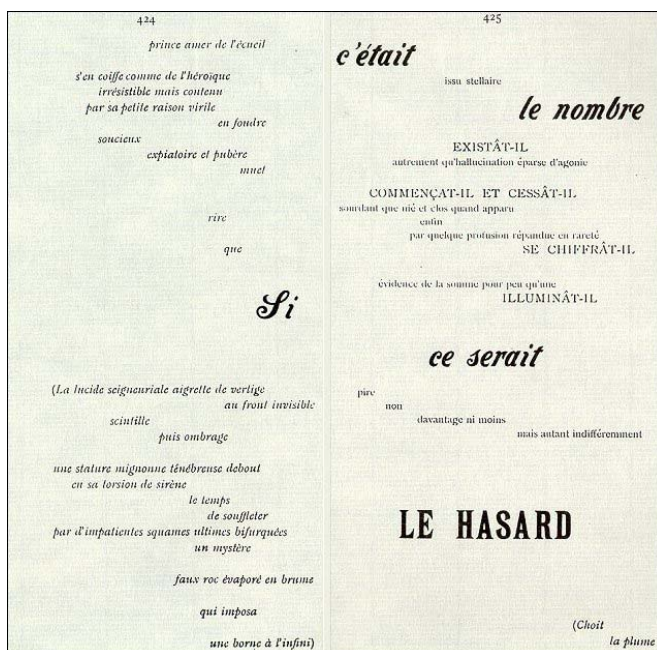 424
prince amer de l'écueil
s'en coiffe comme de l'héroïque
irrésistible mais contenu
par sa petite raison virile
en foudre
soucieux
expiatoire et pubère
muet
rire
que
Si
(La lucide seigneuriale aigrette de vertige
au front invisible
scintille
puis ombrage
une stature mignonne ténébreuse debout
en sa torsion de sirène
le temps
de souffleter
par d'impatientes squames ultimes bifurquées
un mystère
faux roc évaporé en brume
qui imposa
une borne à l'infini)
425
c'était
issu stellaire
le nombre
EXISTÂT-IL
autrement qu'hallucination éparse d'agonie
COMMENÇAT-IL ET CESSÂT-IL
sourdant que nié et clos quand apparu
enfin
par quelque profusion répandue en rareté
SE CHIFFRÂT-IL
évidence de la somme pour peu qu'une
ILLUMINÂT-IL
ce serait
pire
non
davantage ni moins
mais autant indifféremment
LE HASARD
(Choit
la plume